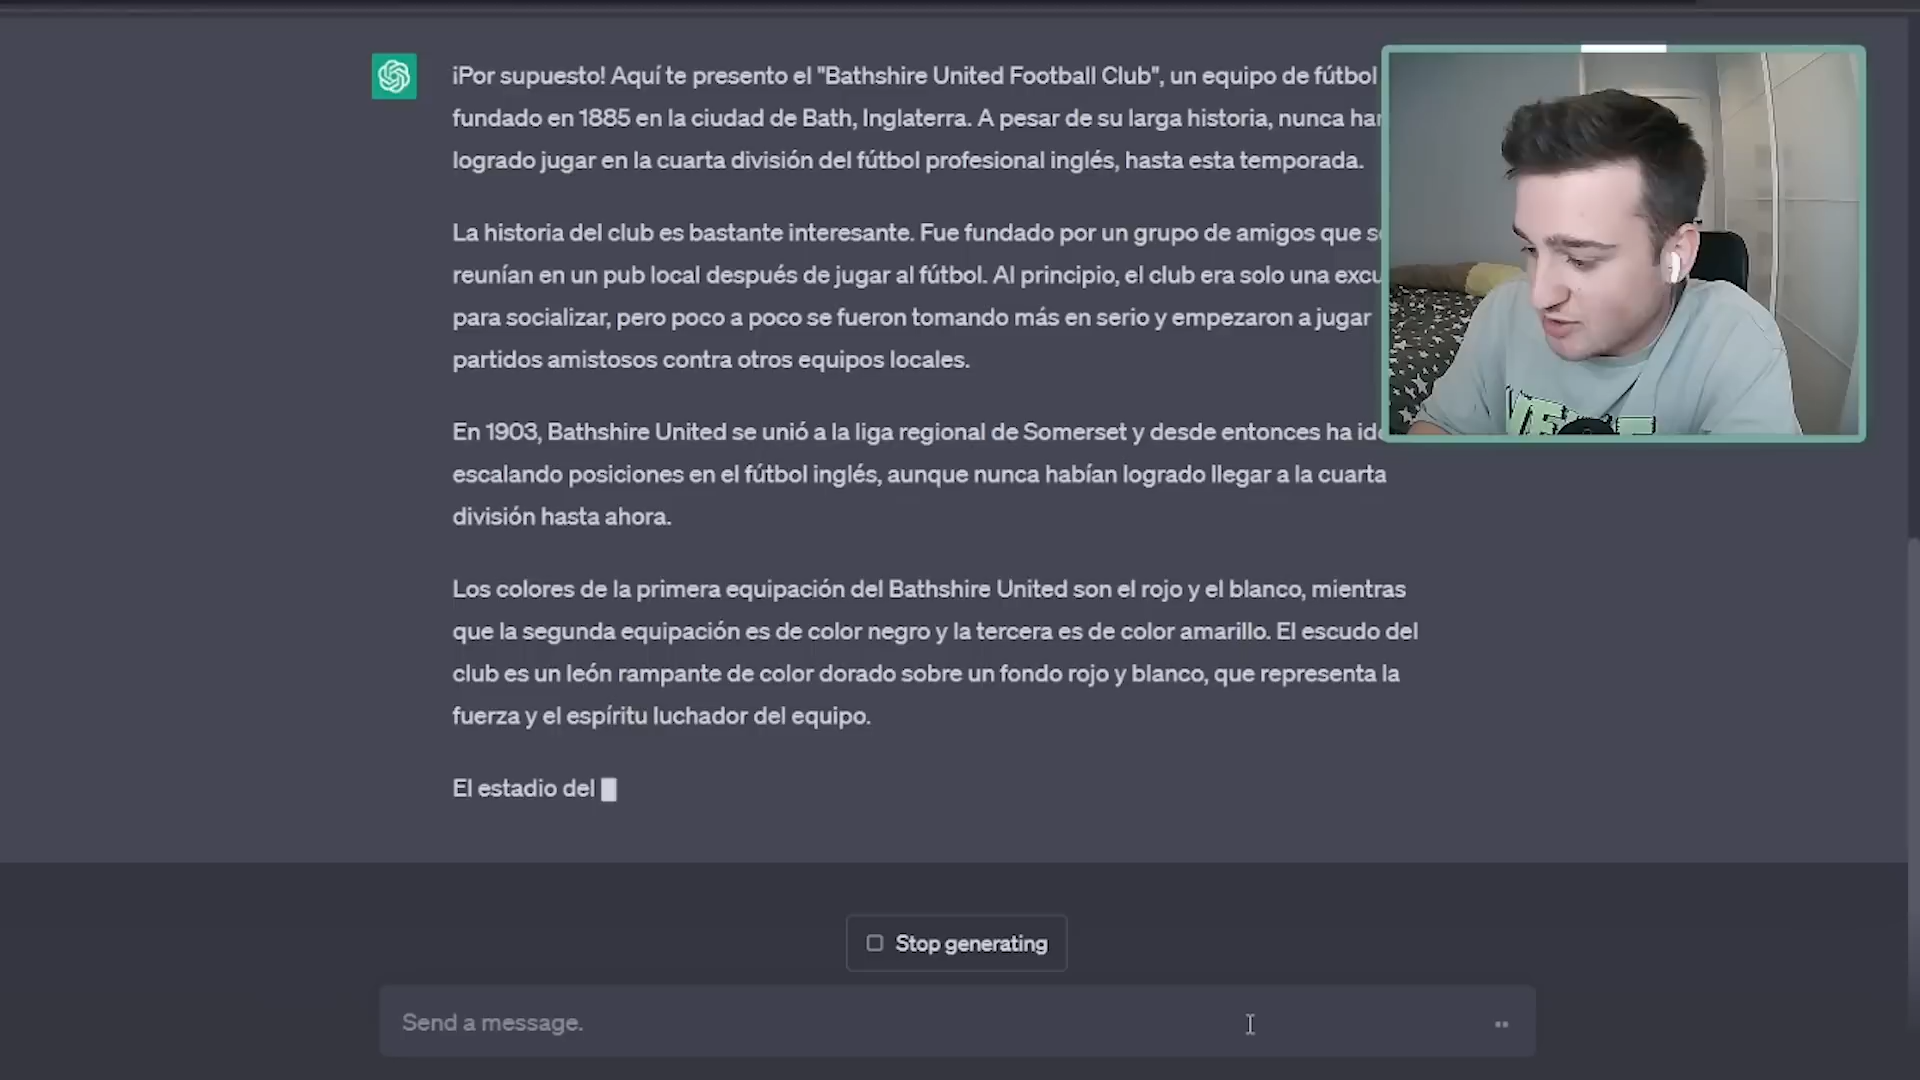 ¡Por supuesto! Aquí te presento el "Bathshire United Football Club", un equipo de fútbol
fundado en 1885 en la ciudad de Bath, Inglaterra. A pesar de su larga historia, nunca
logrado jugar en la cuarta división del fútbol profesional inglés, hasta esta temporada.
La historia del club es bastante interesante. Fue fundado por un grupo de amigos que
reunían en un pub local después de jugar al fútbol. Al principio, el club era solo una
para socializar, pero poco a poco se fueron tomando más en serio y empezaron a jugar
partidos amistosos contra otros equipos locales.
En 1903, Bathshire United se unió a la liga regional de Somerset y desde entonces ha
escalando posiciones en el fútbol inglés, aunque nunca habían logrado llegar a la cuarta
división hasta ahora.
Los colores de la primera equipación del Bathshire United son el rojo y el blanco, mientras
que la segunda equipación es de color negro y la tercera es de color amarillo. El escudo del
club es un león rampante de color dorado sobre un fondo rojo y blanco, que representa la
fuerza y el espíritu luchador del equipo.
El estadio del
Stop generating
Send a message.